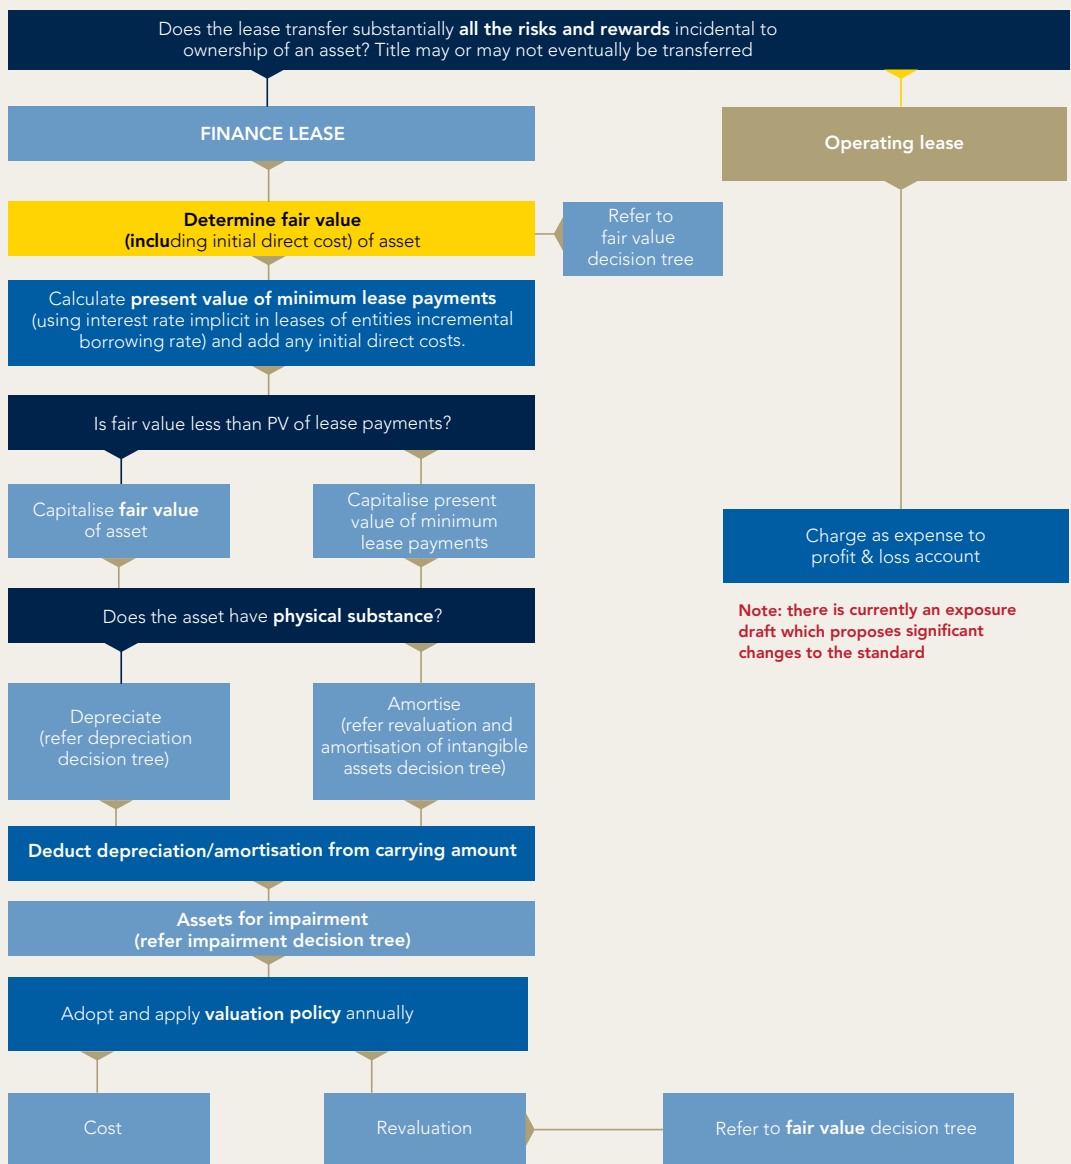 Does the lease transfer substantially all the risks and rewards incidental to
ownership of an asset? Title may or may not eventually be transferred
FINANCE LEASE
Operating lease
Determine fair value
(including initial direct cost) of asset
Refer to
fair value
decision tree
Calculate present value of minimum lease payments
(using interest rate implicit in leases of entities incremental
borrowing rate) and add any initial direct costs.
Is fair value less than PV of lease payments?
Capitalise fair value
of asset
Capitalise present
value of minimum
lease payments
Charge as expense to
profit & loss account
Note: there is currently an exposure
draft which proposes significant
changes to the standard
Does the asset have physical substance?
Depreciate
(refer depreciation
decision tree)
Amortise
(refer revaluation and
amortisation of intangible
assets decision tree)
Deduct depreciation/amortisation from carrying amount
Assets for impairment
(refer impairment decision tree)
Adopt and apply valuation policy annually
Cost
Revaluation
Refer to fair value decision tree